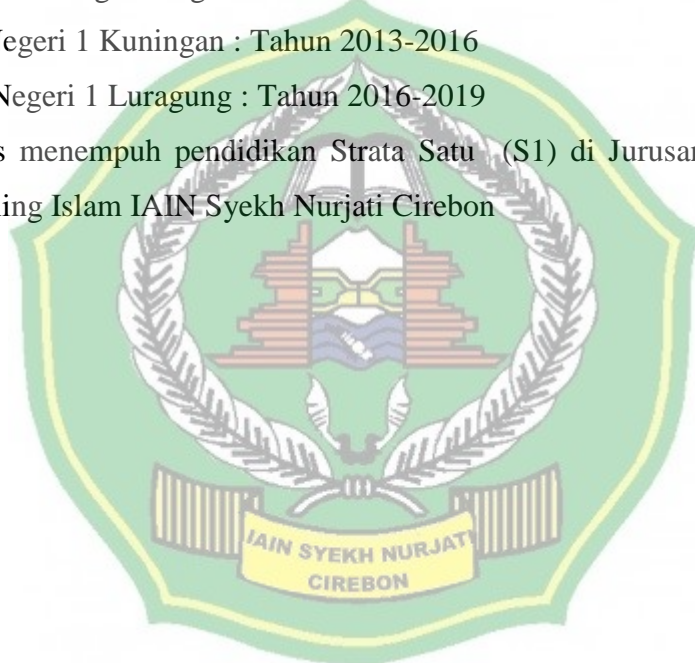 Negeri 1 Kuningan : Tahun 2013-2016
Negeri 1 Luragung : Tahun 2016-2019
s menempuh pendidikan Strata Satu (S1) di Jurusan
ling Islam IAIN Syekh Nurjati Cirebon
IAIN SYEKH NURJATI
CIREBON